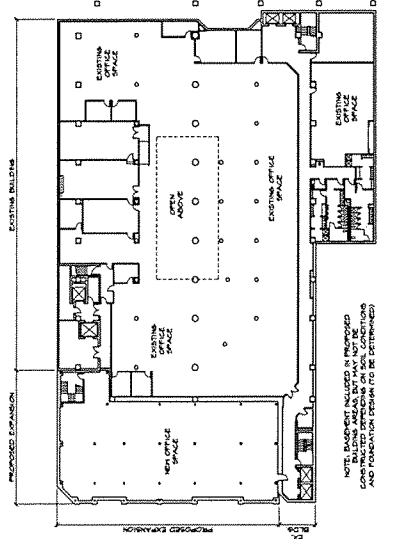 EXISTING BUILDING
PROPOSED EXPANSION
EXISTING
OFFICE
SPACE
EXISTING
OFFICE
SPACE
OPEN
ABOVE
EXISTING OFFICE
SPACE
EXISTING
OFFICE
SPACE
NEW OFFICE
SPACE
PROPOSED EXPANSION
EX.
BLDG
NOTE: BASEMENT INCLUDED IN PROPOSED
BUILDING AREAS, BUT MAY NOT BE
CONSTRUCTED DEPENDING ON SOIL CONDITIONS
AND FOUNDATION DESIGN (TO BE DETERMINED)